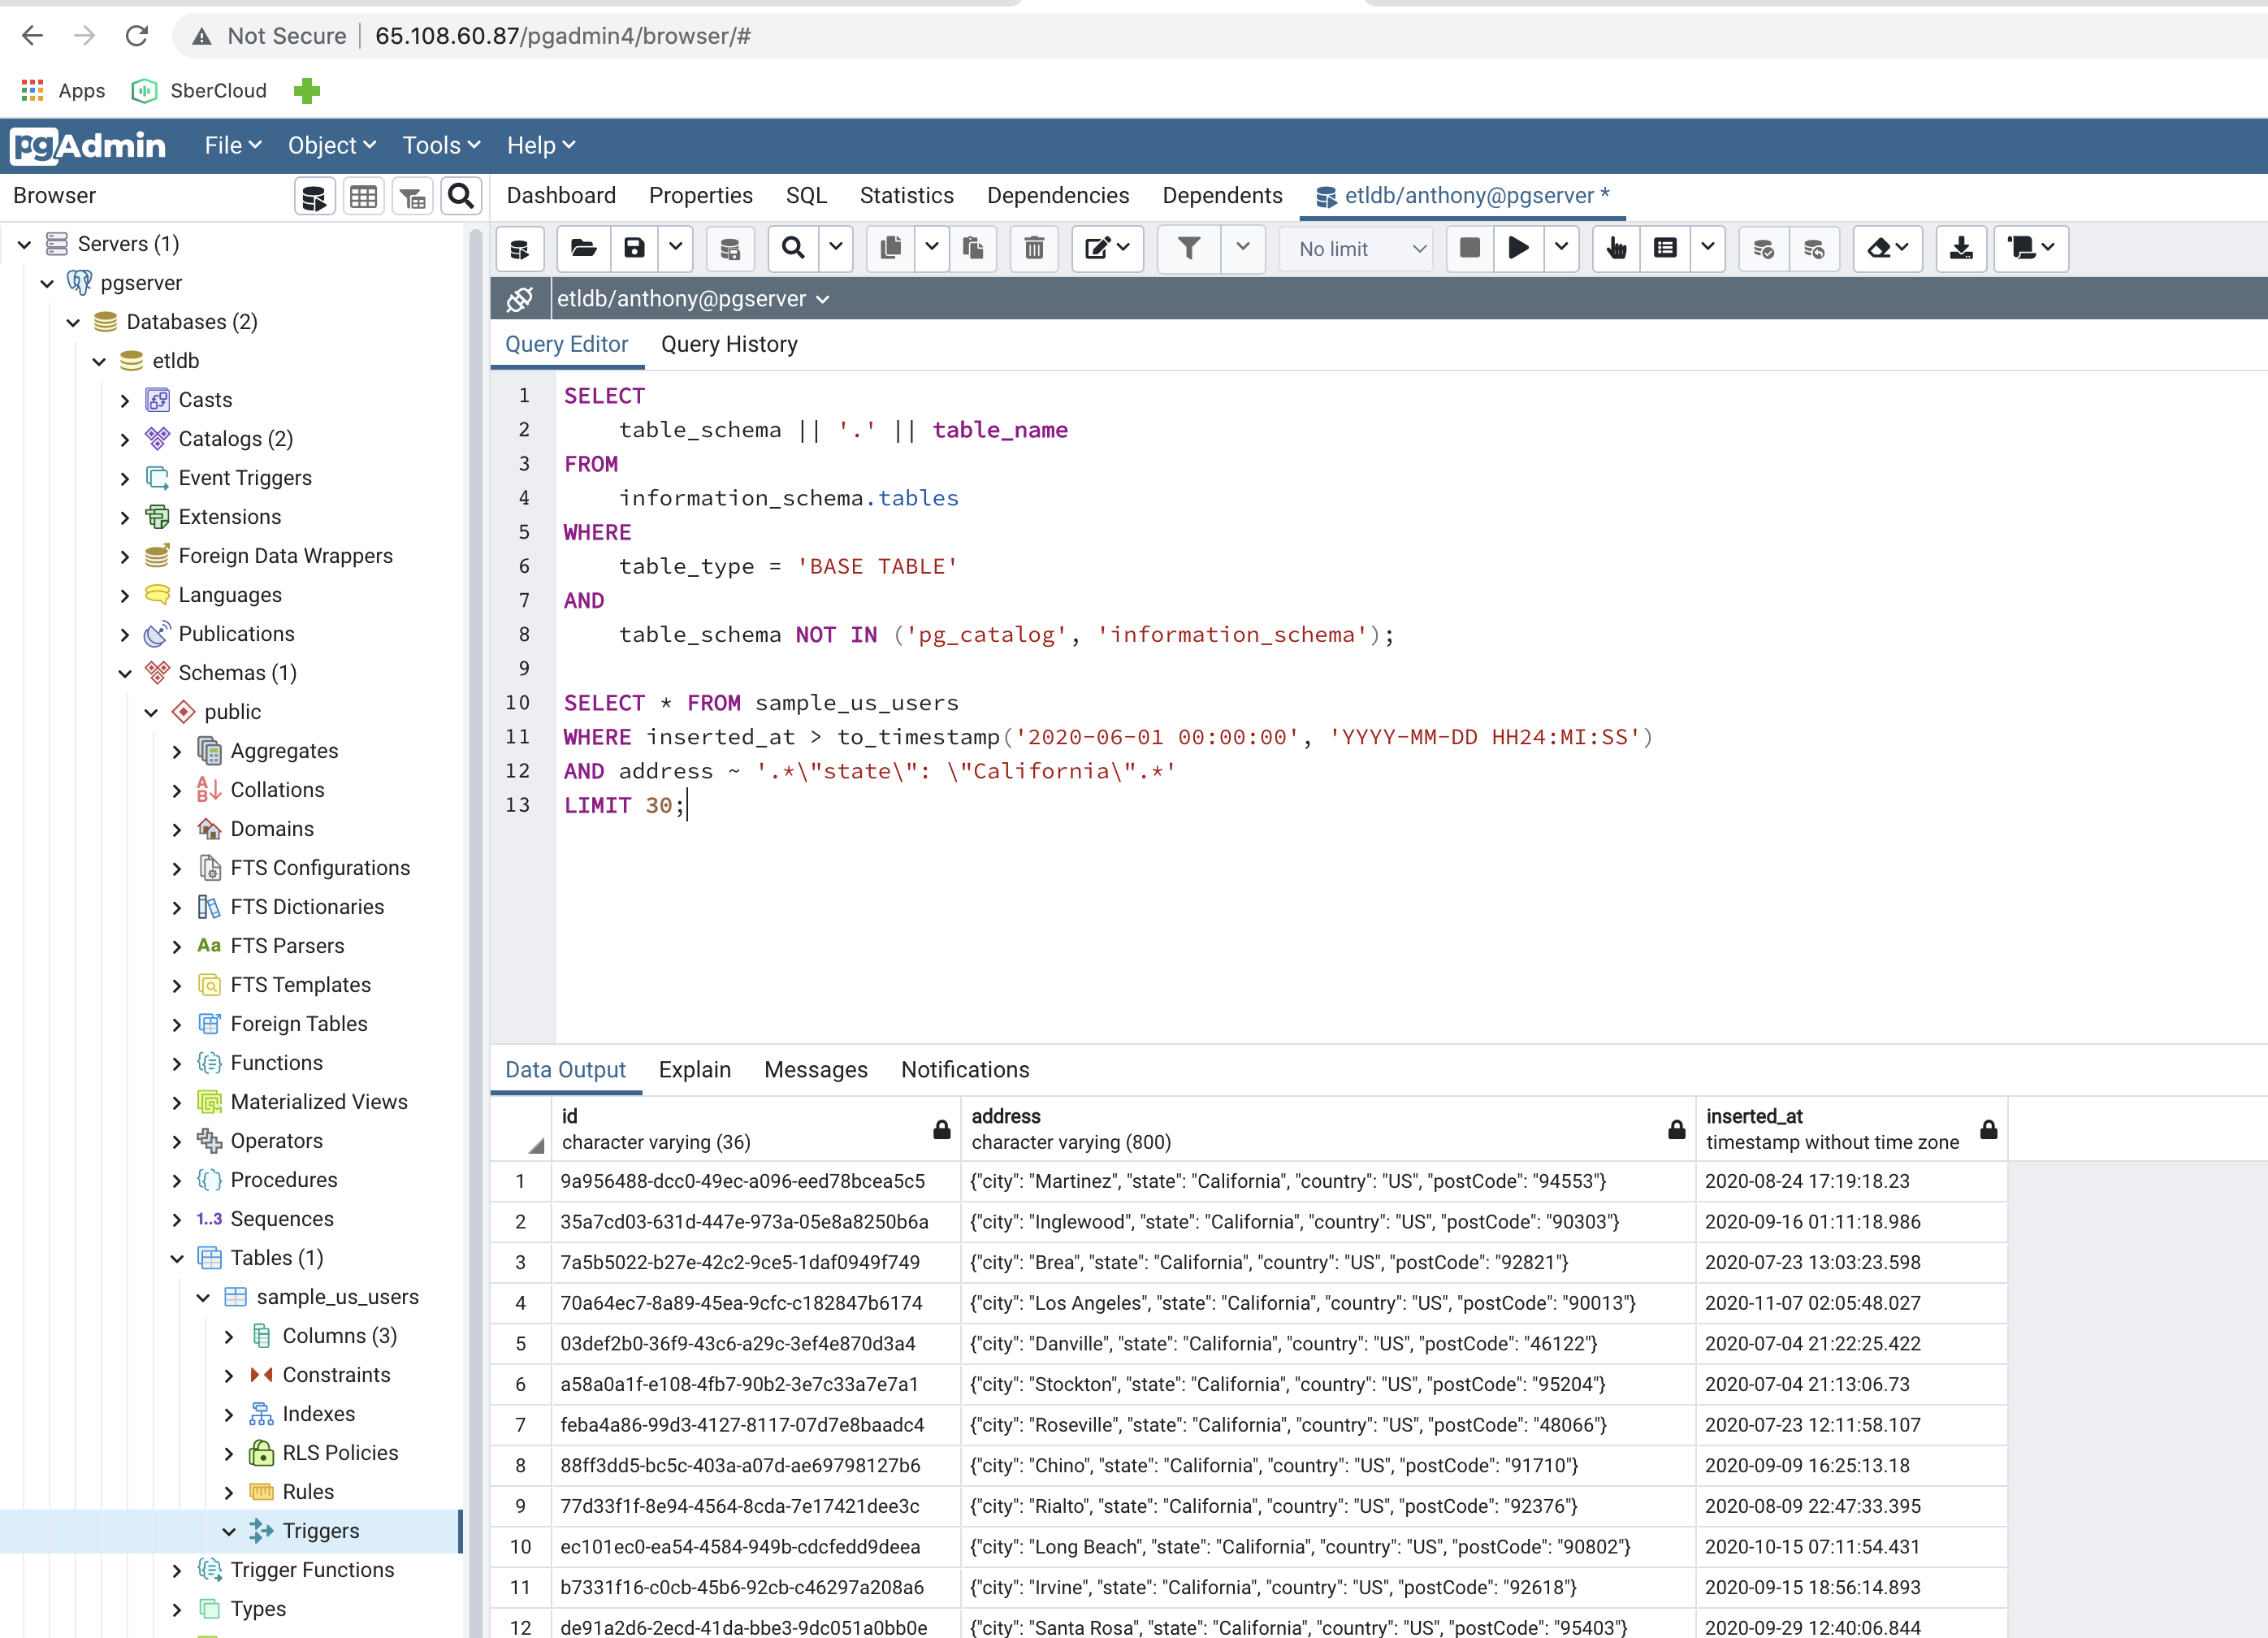 Not Secure 65.108.60.87/pgadmin4/browser/#
Apps SberCloud
pgAdmin File Object Tools Help
Browser
Dashboard Properties SQL Statistics Dependencies Dependents etldb/anthony@pgserver *
No limit
etldb/anthony@pgserver
Query Editor Query History
Servers (1)
pgserver
Databases (2)
etldb
Casts
Catalogs (2)
Event Triggers
Extensions
Foreign Data Wrappers
Languages
Publications
Schemas (1)
public
Aggregates
Collations
Domains
FTS Configurations
FTS Dictionaries
Aa FTS Parsers
FTS Templates
Foreign Tables
Functions
Materialized Views
Operators
Procedures
1..3 Sequences
Tables (1)
sample_us_users
Columns (3)
Constraints
Indexes
RLS Policies
Rules
Triggers
Trigger Functions
Types
1 SELECT
2 table_schema || '.' || table_name
3 FROM
4 information_schema.tables
5 WHERE
6 table_type = 'BASE TABLE'
7 AND
8 table_schema NOT IN ('pg_catalog', 'information_schema');
9
10 SELECT * FROM sample_us_users
11 WHERE inserted_at > to_timestamp('2020-06-01 00:00:00', 'YYYY-MM-DD HH24:MI:SS')
12 AND address ~ '.*\"state\": \"California\".*'
13 LIMIT 30;
Data Output Explain Messages Notifications
id address inserted_at
character varying (36) character varying (800) timestamp without time zone
1 9a956488-dcc0-49ec-a096-eed78bcea5c5 {"city": "Martinez", "state": "California", "country": "US", "postCode": "94553"} 2020-08-24 17:19:18.23
2 35a7cd03-631d-447e-973a-05e8a8250b6a {"city": "Inglewood", "state": "California", "country": "US", "postCode": "90303"} 2020-09-16 01:11:18.986
3 7a5b5022-b27e-42c2-9ce5-1daf0949f749 {"city": "Brea", "state": "California", "country": "US", "postCode": "92821"} 2020-07-23 13:03:23.598
4 70a64ec7-8a89-45ea-9cfc-c182847b6174 {"city": "Los Angeles", "state": "California", "country": "US", "postCode": "90013"} 2020-11-07 02:05:48.027
5 03def2b0-36f9-43c6-a29c-3ef4e870d3a4 {"city": "Danville", "state": "California", "country": "US", "postCode": "46122"} 2020-07-04 21:22:25.422
6 a58a0a1f-e108-4fb7-90b2-3e7c33a7e7a1 {"city": "Stockton", "state": "California", "country": "US", "postCode": "95204"} 2020-07-04 21:13:06.73
7 feba4a86-99d3-4127-8117-07d7e8baadc4 {"city": "Roseville", "state": "California", "country": "US", "postCode": "48066"} 2020-07-23 12:11:58.107
8 88ff3dd5-bc5c-403a-a07d-ae69798127b6 {"city": "Chino", "state": "California", "country": "US", "postCode": "91710"} 2020-09-09 16:25:13.18
9 77d33f1f-8e94-4564-8cda-7e17421dee3c {"city": "Rialto", "state": "California", "country": "US", "postCode": "92376"} 2020-08-09 22:47:33.395
10 ec101ec0-ea54-4584-949b-cdcfedd9deea {"city": "Long Beach", "state": "California", "country": "US", "postCode": "90802"} 2020-10-15 07:11:54.431
11 b7331f16-c0cb-45b6-92cb-c46297a208a6 {"city": "Irvine", "state": "California", "country": "US", "postCode": "92618"} 2020-09-15 18:56:14.893
12 de91a2d6-2ecd-41da-bbe3-9dc051a0bb0e {"city": "Santa Rosa", "state": "California", "country": "US", "postCode": "95403"} 2020-09-29 12:40:06.844